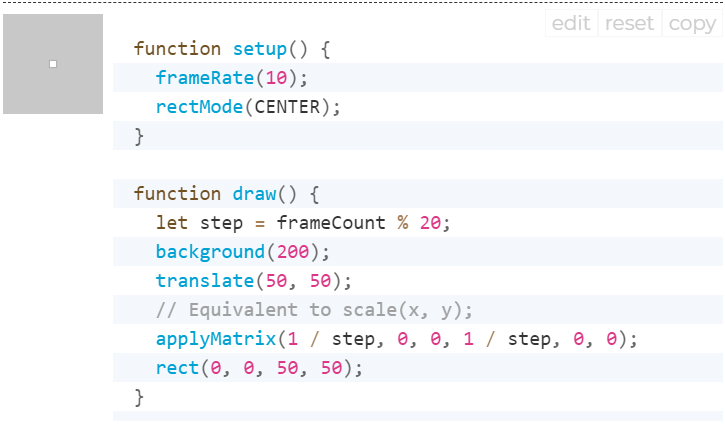 edit reset copy
function setup() {
  frameRate(10);
  rectMode(CENTER);
}

function draw() {
  let step = frameCount % 20;
  background(200);
  translate(50, 50);
  // Equivalent to scale(x, y);
  applyMatrix(1 / step, 0, 0, 1 / step, 0, 0);
  rect(0, 0, 50, 50);
}